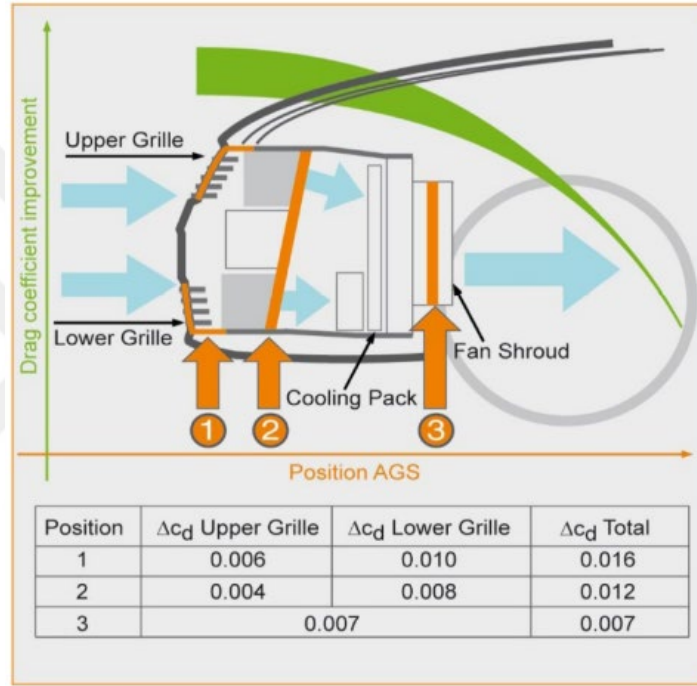 Drag coefficient improvement
Upper Grille
Lower Grille
Cooling Pack
Fan Shroud
1 2 3
Position AGS
Position Δcd Upper Grille Δcd Lower Grille Δcd Total
1 0.006 0.010 0.016
2 0.004 0.008 0.012
3 0.007 0.007